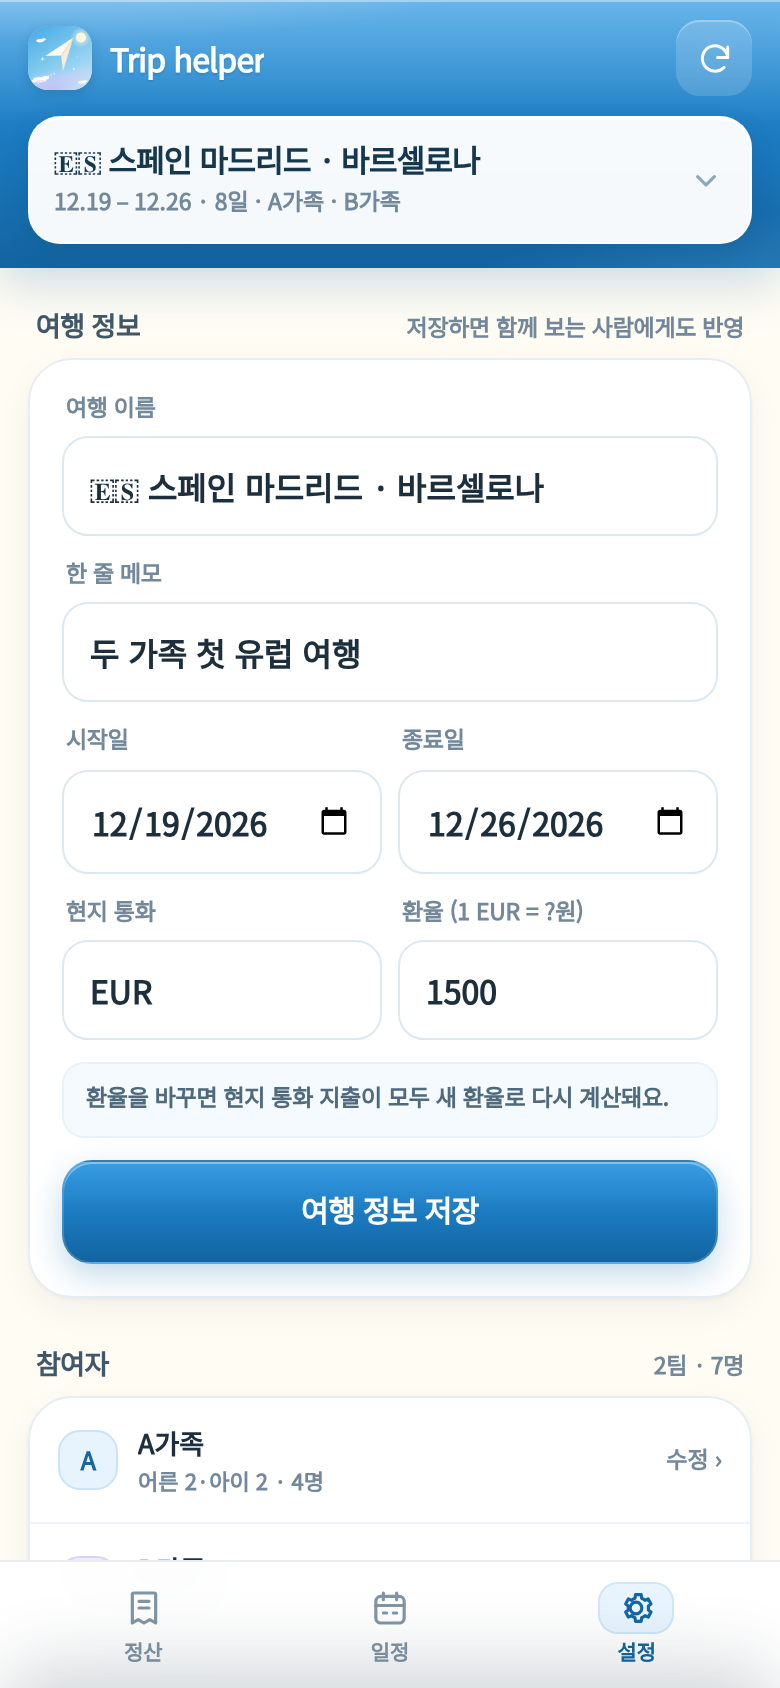 Trip helper
🇪🇸 스페인 마드리드 · 바르셀로나
12.19 – 12.26 · 8일 · A가족 · B가족
여행 정보
저장하면 함께 보는 사람에게도 반영
여행 이름
🇪🇸 스페인 마드리드 · 바르셀로나
한 줄 메모
두 가족 첫 유럽 여행
시작일
종료일
12/19/2026
12/26/2026
현지 통화
환율 (1 EUR = ?원)
EUR
1500
환율을 바꾸면 현지 통화 지출이 모두 새 환율로 다시 계산돼요.
여행 정보 저장
참여자
2팀 · 7명
A
A가족
어른 2·아이 2 · 4명
수정 ›
정산
일정
설정